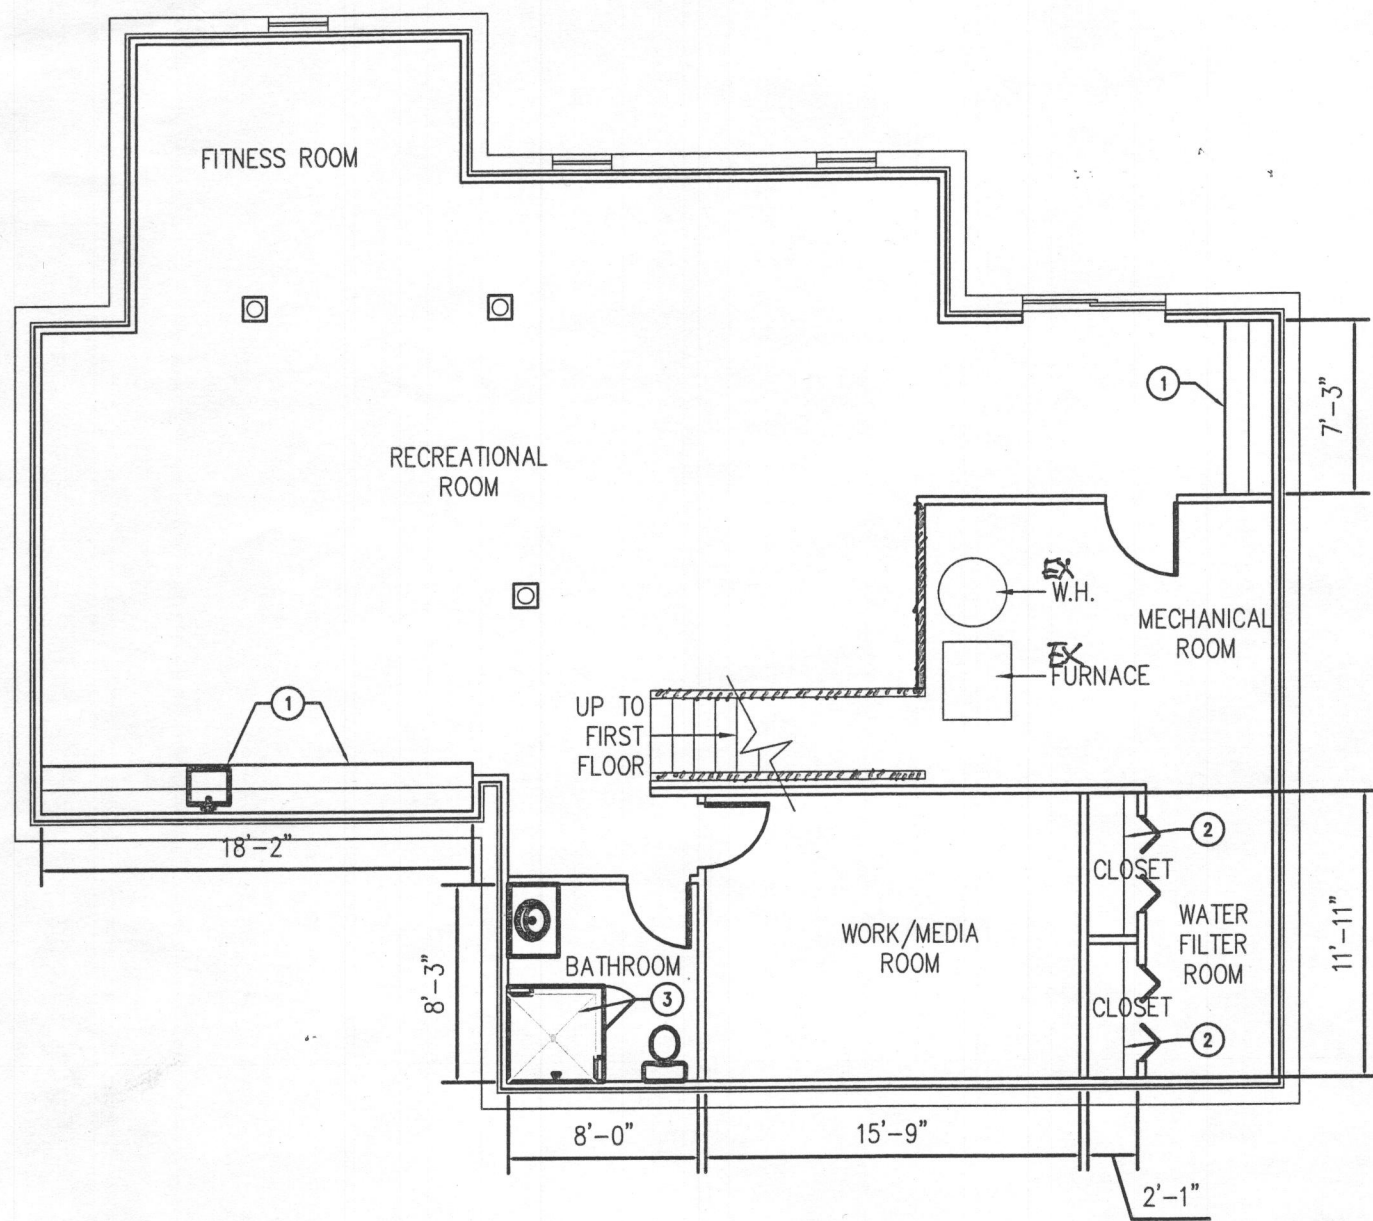 FITNESS ROOM
1
7'-3"
RECREATIONAL
ROOM
EX
W.H.
MECHANICAL
ROOM
EX
FURNACE
1
UP TO
FIRST
FLOOR
18'-2"
2
CLOSET
WATER
FILTER
ROOM
11'-11"
WORK/MEDIA
ROOM
8'-3"
BATHROOM
3
CLOSET
2
8'-0"
15'-9"
2'-1"